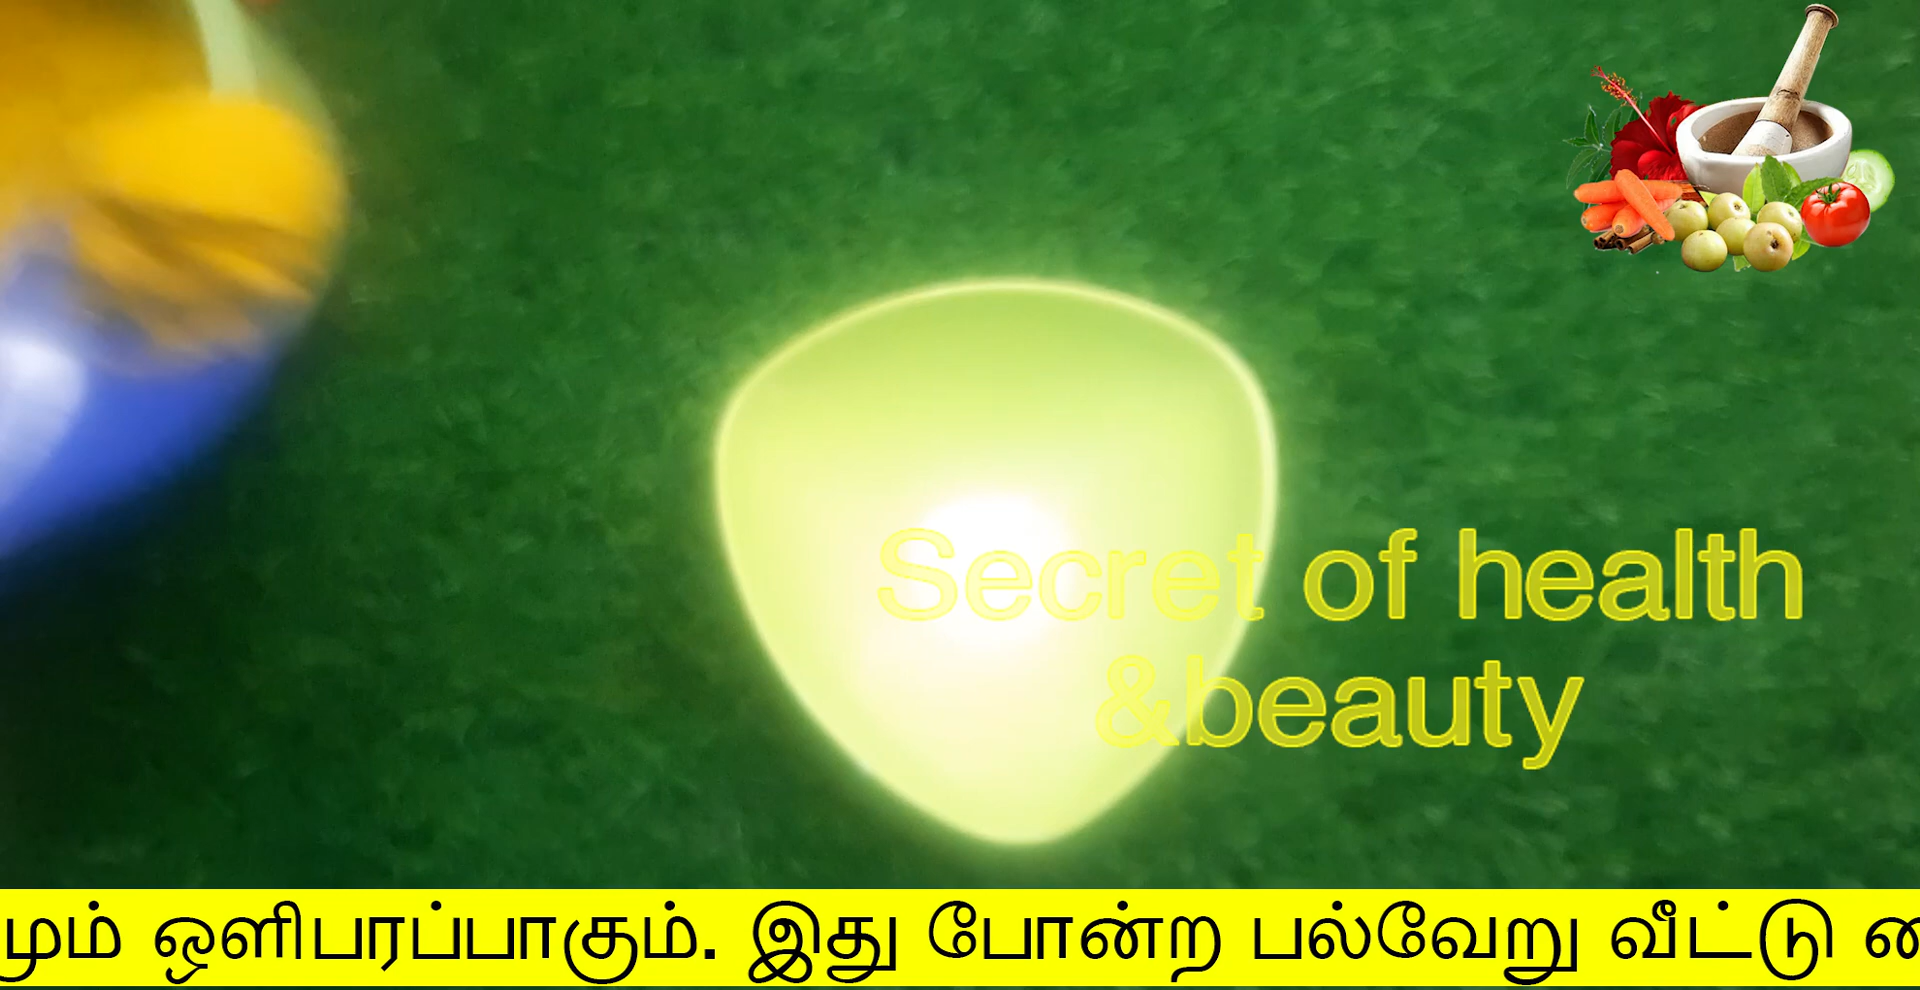 Secret of health
&beauty
மும் ஒளிபரப்பாகும். இது போன்ற பல்வேறு வீட்டு